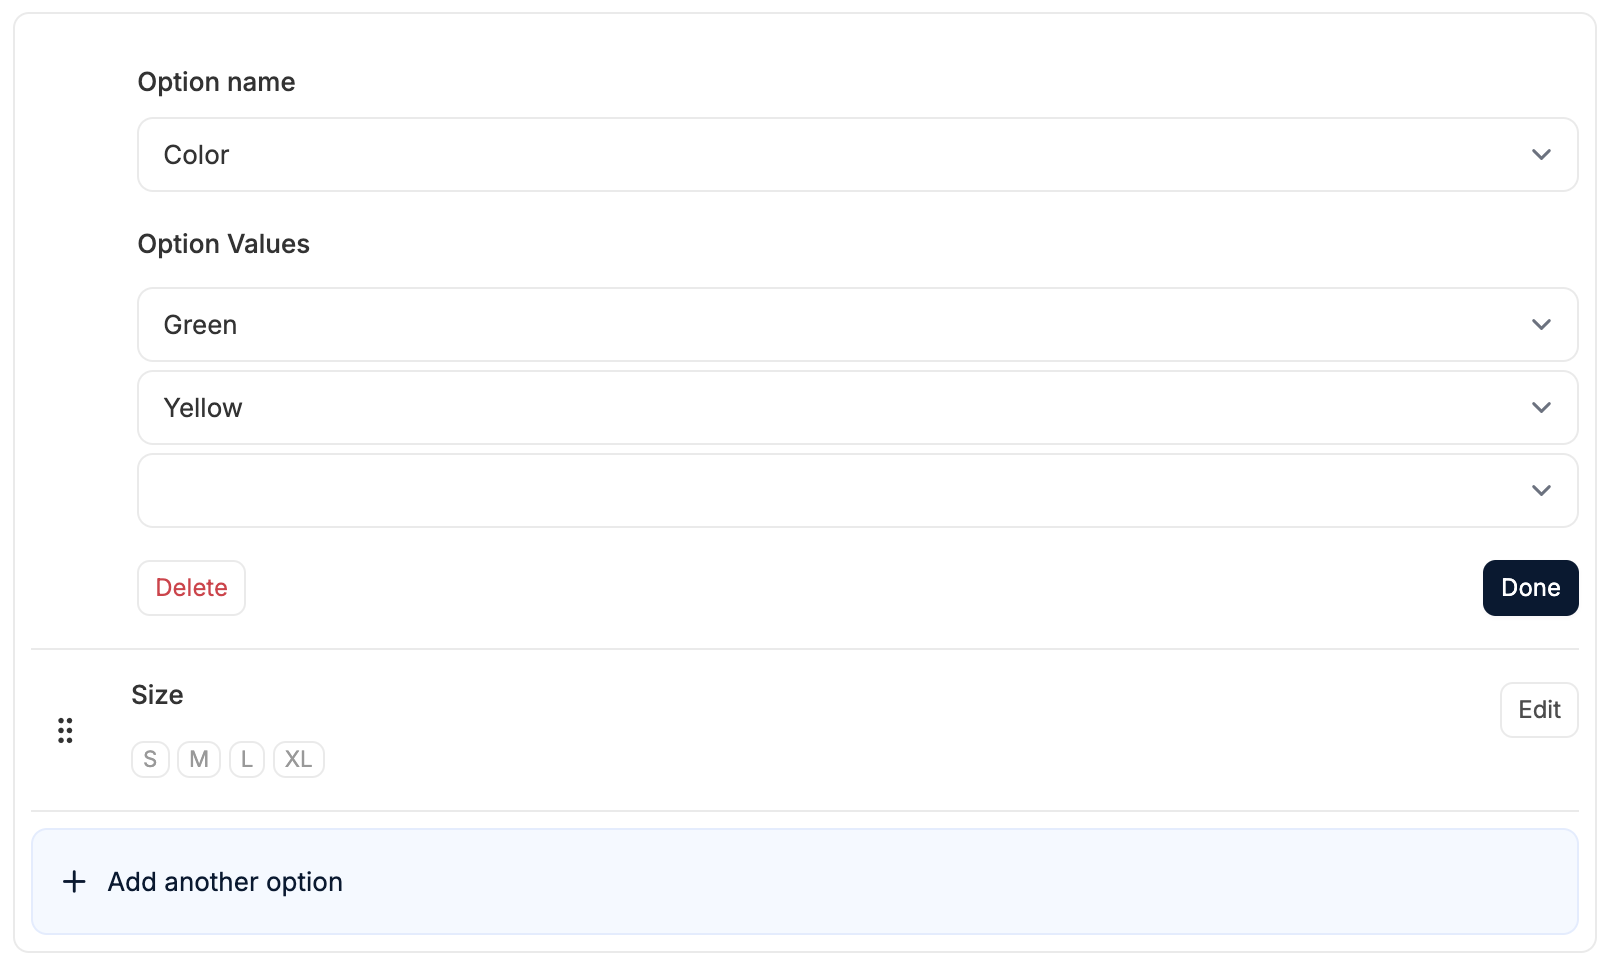 Option name
Color
Option Values
Green
Yellow
Delete
Done
Size
Edit
S M L XL
Add another option